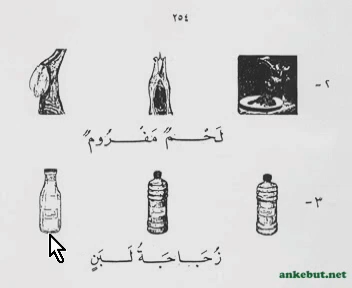 ٢٥٤
٢-
لَحْمٌ مَفْرُومٌ
٣-
زُجَاجَةُ لَبَنٍ
ankebut.net